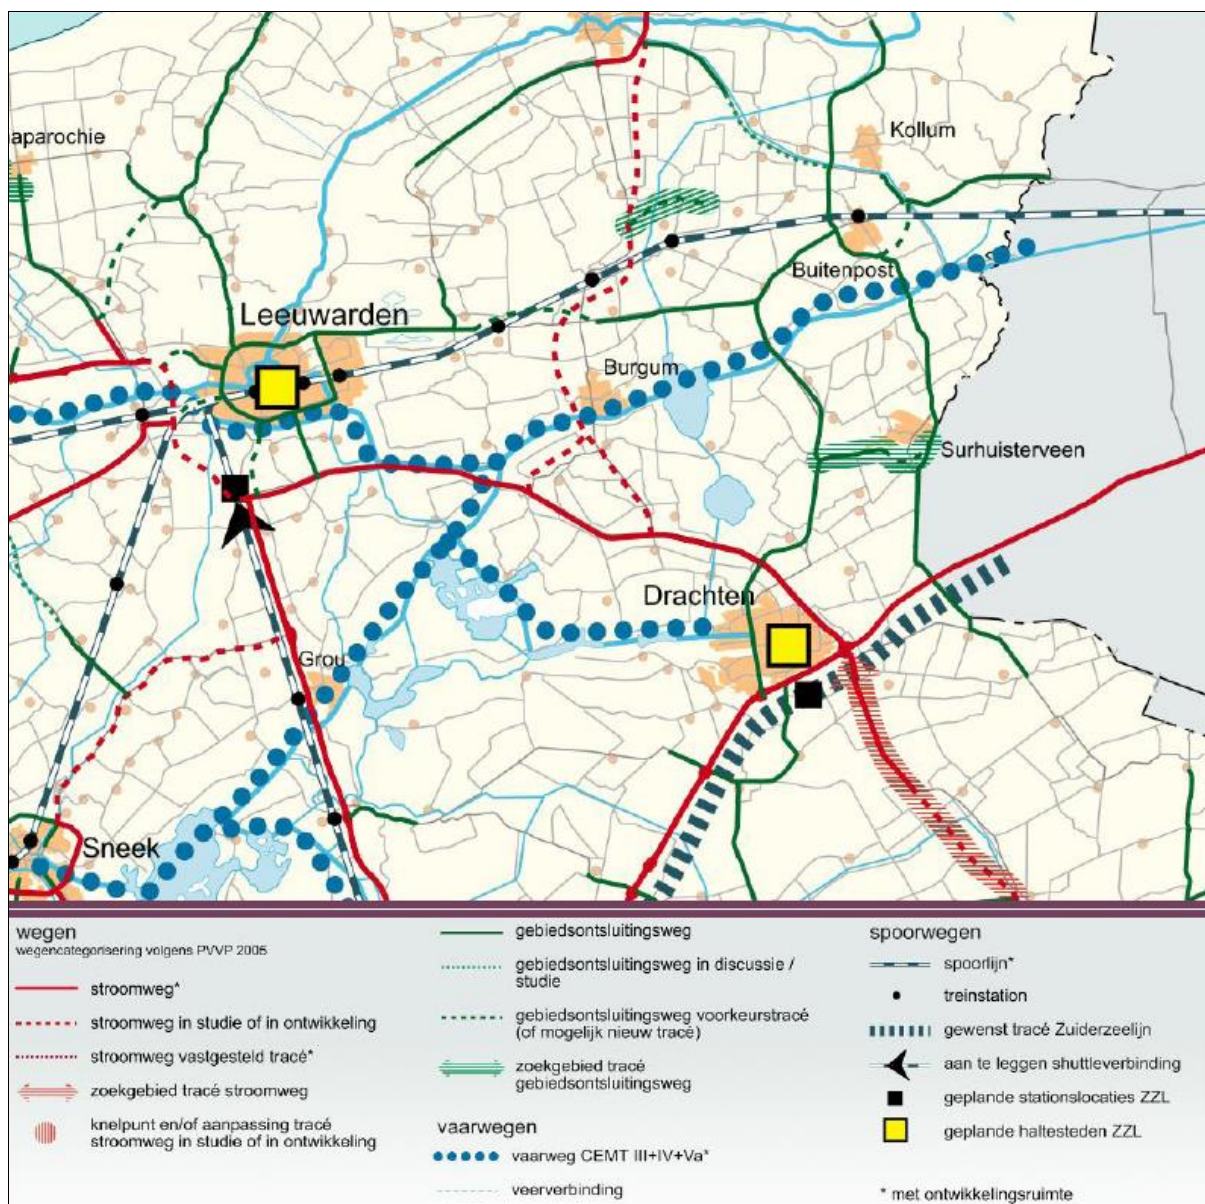 aparochie
Kollum
Buitenpost
Leeuwarden
Burgum
Surhuisterveen
Drachten
Grou
Sneek
wegen
wegencategorisering volgens PVVP 2005
stroomweg*
stroomweg in studie of in ontwikkeling
stroomweg vastgesteld tracé*
zoekgebied tracé stroomweg
knelpunt en/of aanpassing tracé
stroomweg in studie of in ontwikkeling
gebiedsontsluitingsweg
gebiedsontsluitingsweg in discussie /
studie
gebiedsontsluitingsweg voorkeurstracé
(of mogelijk nieuw tracé)
zoekgebied tracé
gebiedsontsluitingsweg
vaarwegen
vaarweg CEMT III+IV+Va*
veerverbinding
spoorwegen
spoorlijn*
treinstation
gewenst tracé Zuiderzeelijn
aan te leggen shuttleverbinding
geplande stationslocaties ZZL
geplande haltesteden ZZL
* met ontwikkelingsruimte